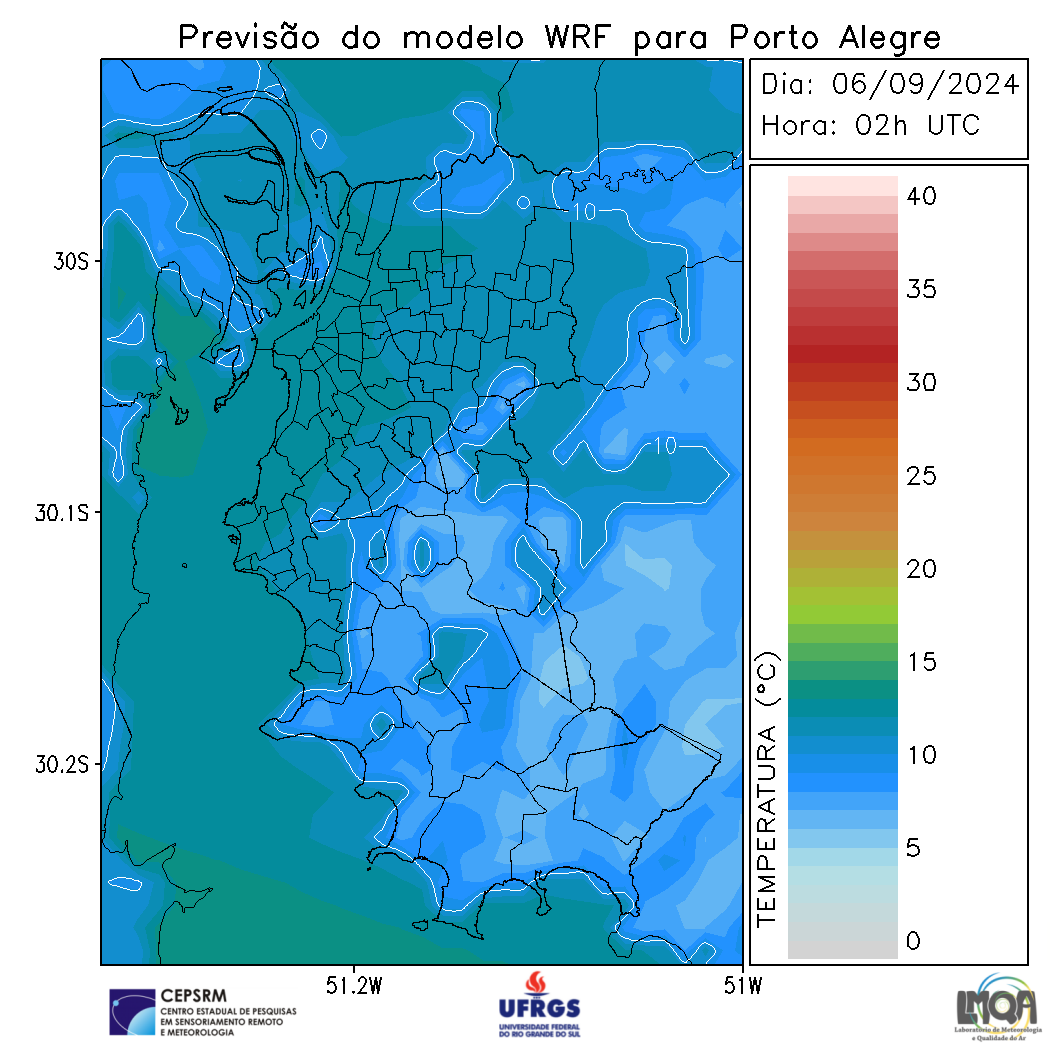 Previsão do modelo WRF para Porto Alegre
Dia: 06/09/2024
Hora: 02h UTC
40
35
30
25
20
15
10
5
0
TEMPERATURA (°C)
30S
30.1S
30.2S
51.2W
51W
10
10
CEPSRM
CENTRO ESTADUAL DE PESQUISAS
EM SENSORIAMENTO REMOTO
E METEOROLOGIA
UFRGS
UNIVERSIDADE FEDERAL
DO RIO GRANDE DO SUL
LMQA
Laboratório de Meteorologia
e Qualidade do Ar